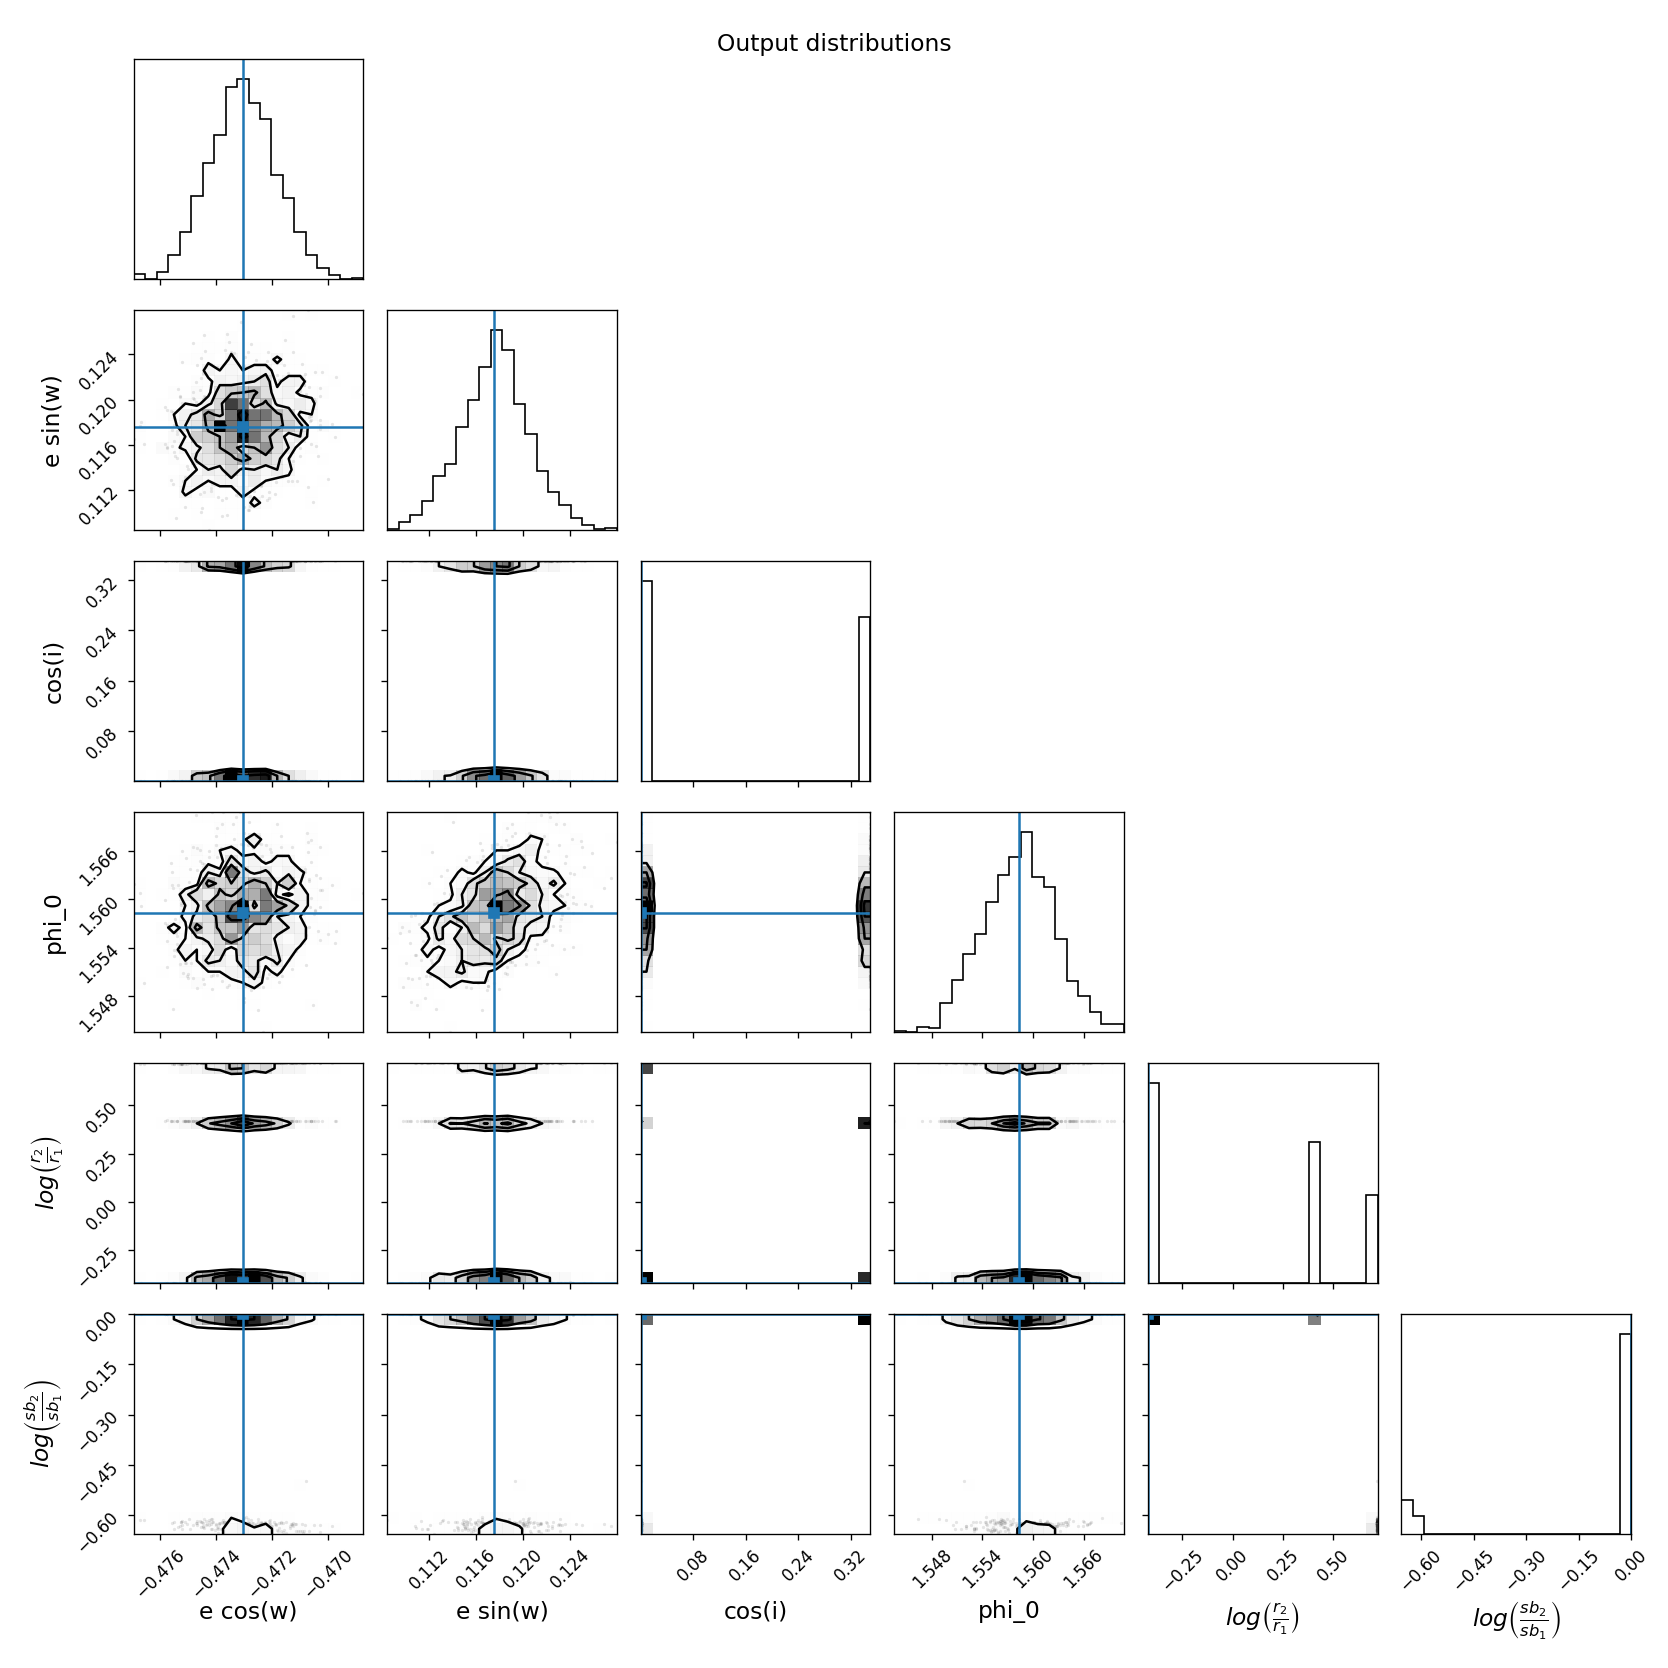 Output distributions
e sin(w)
0.124
0.120
0.116
0.112
cos(i)
0.32
0.24
0.16
0.08
phi_0
1.566
1.560
1.554
1.548
log(r₂/r₁)
0.50
0.25
0.00
−0.25
log(sb₂/sb₁)
0.00
−0.15
−0.30
−0.45
−0.60
−0.476 −0.474 −0.472 −0.470
e cos(w)
0.112 0.116 0.120 0.124
e sin(w)
0.08 0.16 0.24 0.32
cos(i)
1.548 1.554 1.560 1.566
phi_0
−0.25 0.00 0.25 0.50
log(r₂/r₁)
−0.60 −0.45 −0.30 −0.15 0.00
log(sb₂/sb₁)